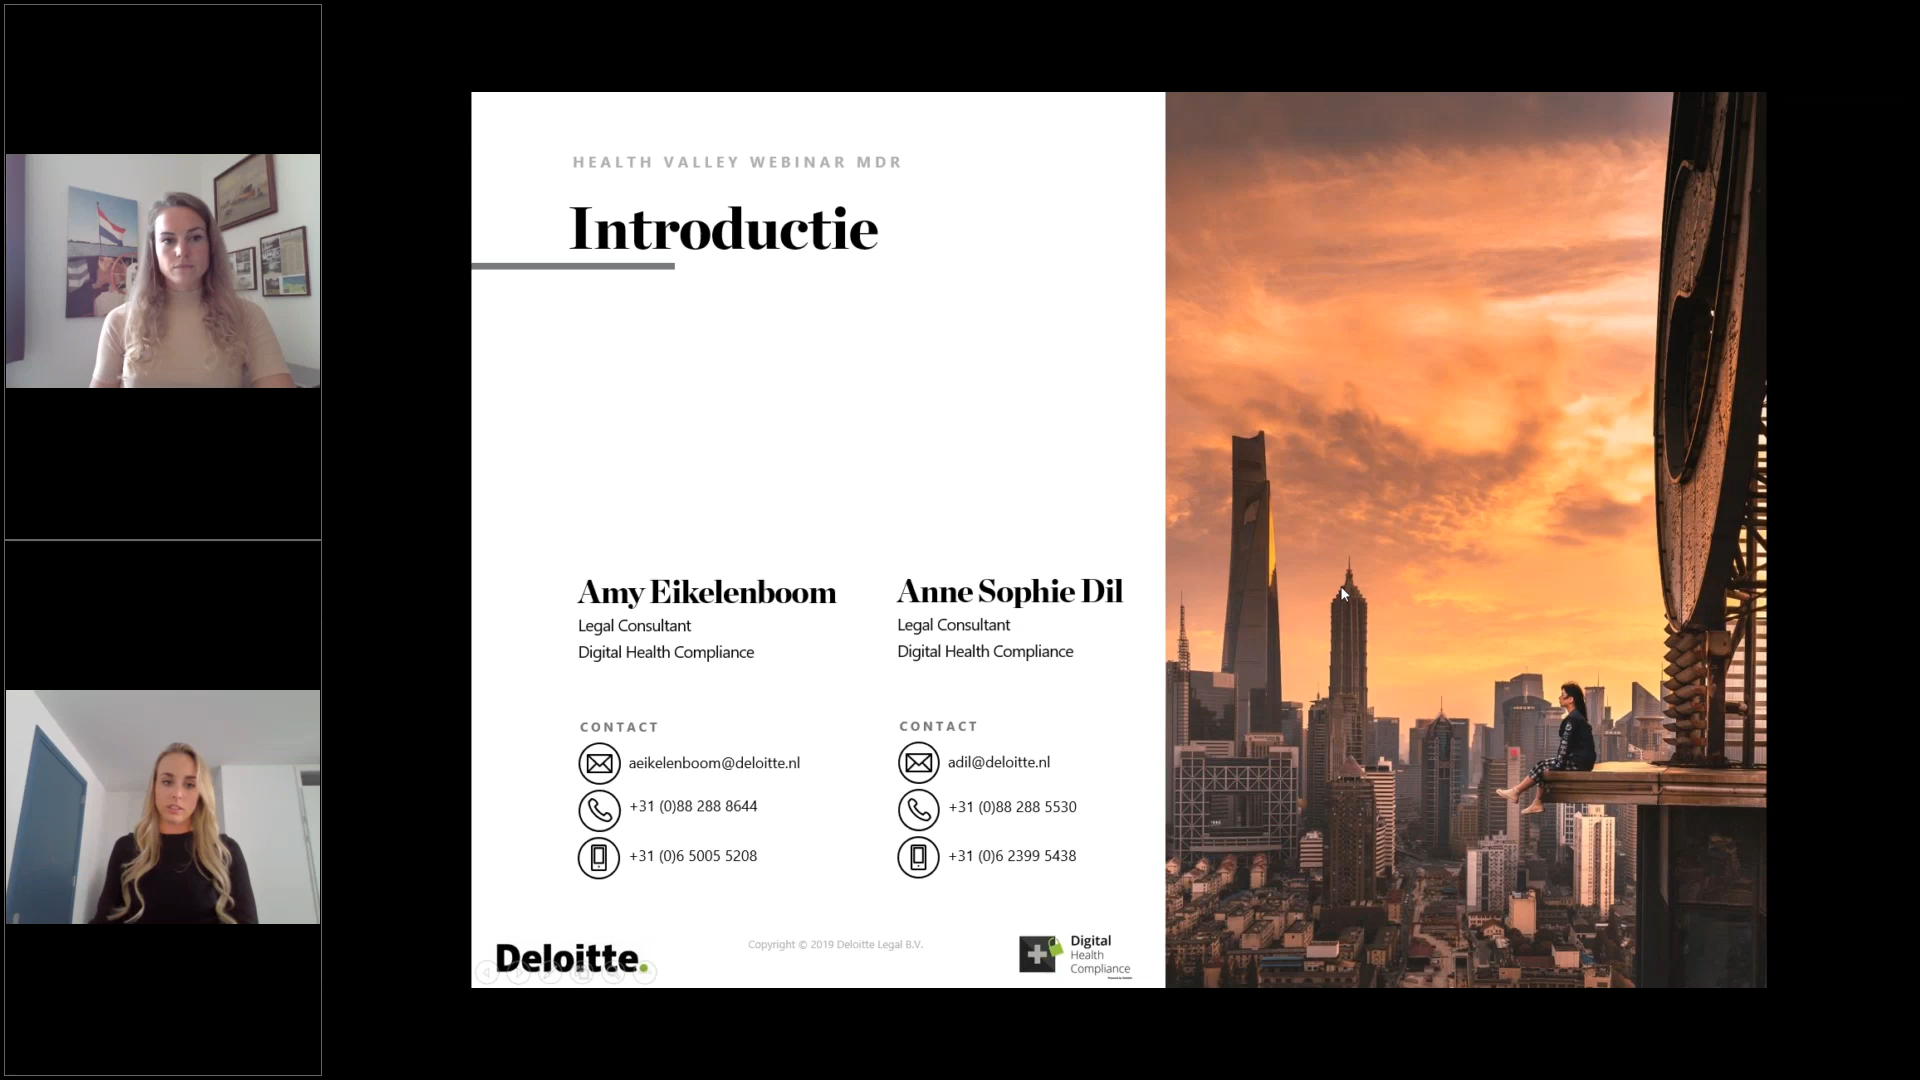 HEALTH VALLEY WEBINAR MDR
Introductie
Amy Eikelenboom
Legal Consultant
Digital Health Compliance
CONTACT
aeikelenboom@deloitte.nl
+31 (0)88 288 8644
+31 (0)6 5005 5208
Anne Sophie Dil
Legal Consultant
Digital Health Compliance
CONTACT
adil@deloitte.nl
+31 (0)88 288 5530
+31 (0)6 2399 5438
Deloitte.
Copyright © 2019 Deloitte Legal B.V.
Digital
Health
Compliance